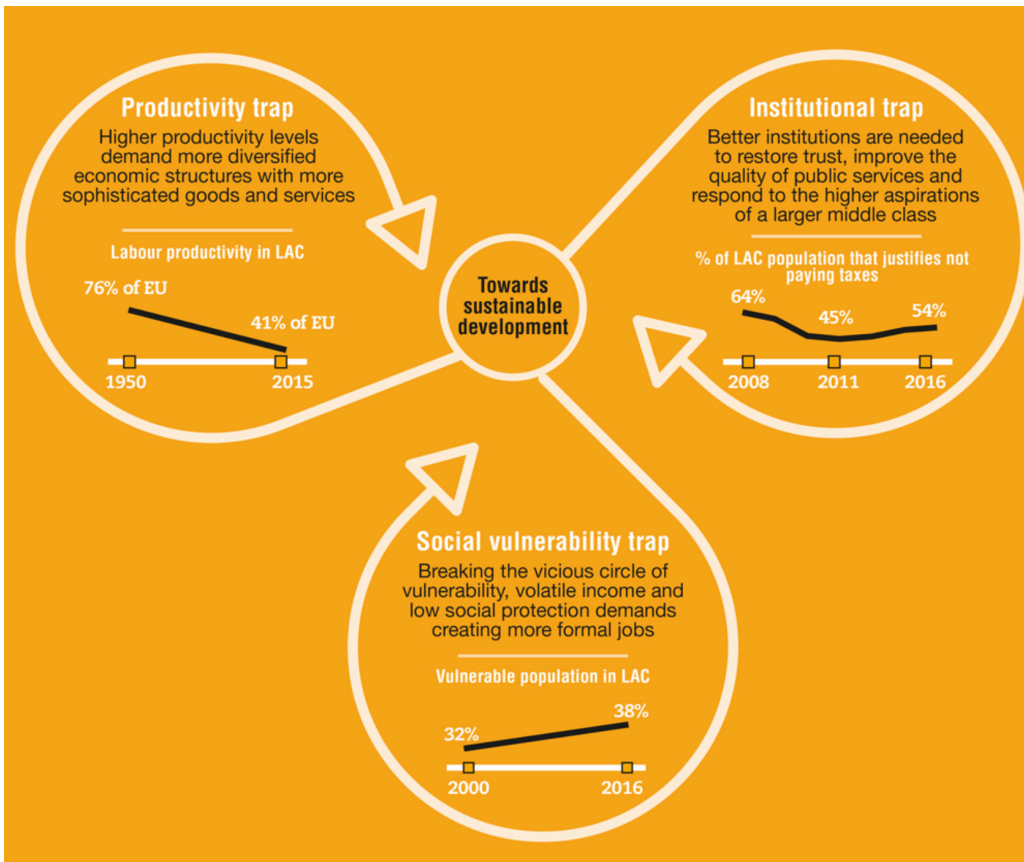 Productivity trap
Higher productivity levels
demand more diversified
economic structures with more
sophisticated goods and services
Labour productivity in LAC
76% of EU
41% of EU
1950
2015
Institutional trap
Better institutions are needed
to restore trust, improve the
quality of public services and
respond to the higher aspirations
of a larger middle class
% of LAC population that justifies not
paying taxes
64%
45%
54%
2008
2011
2016
Towards
sustainable
development
Social vulnerability trap
Breaking the vicious circle of
vulnerability, volatile income and
low social protection demands
creating more formal jobs
Vulnerable population in LAC
32%
38%
2000
2016